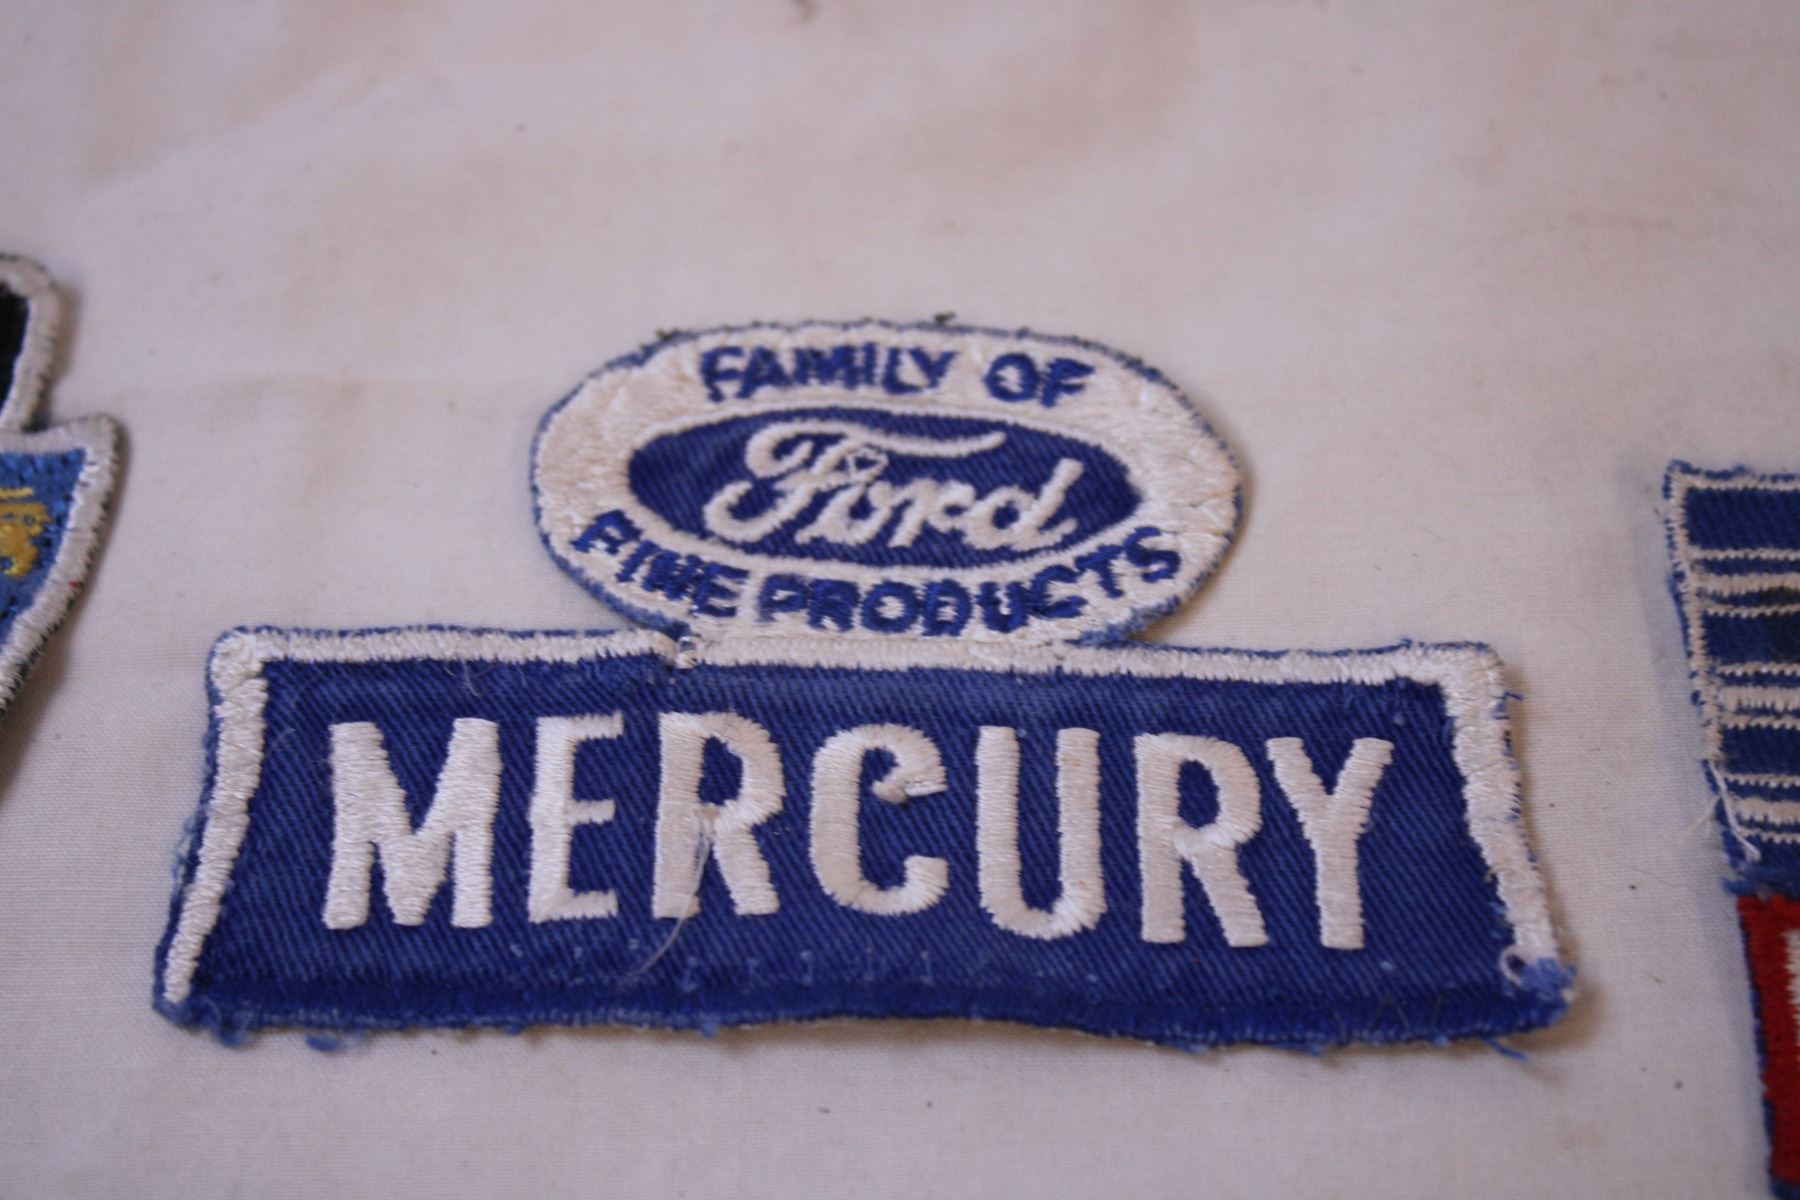 FAMILY OF
Ford
FINE PRODUCTS
MERCURY